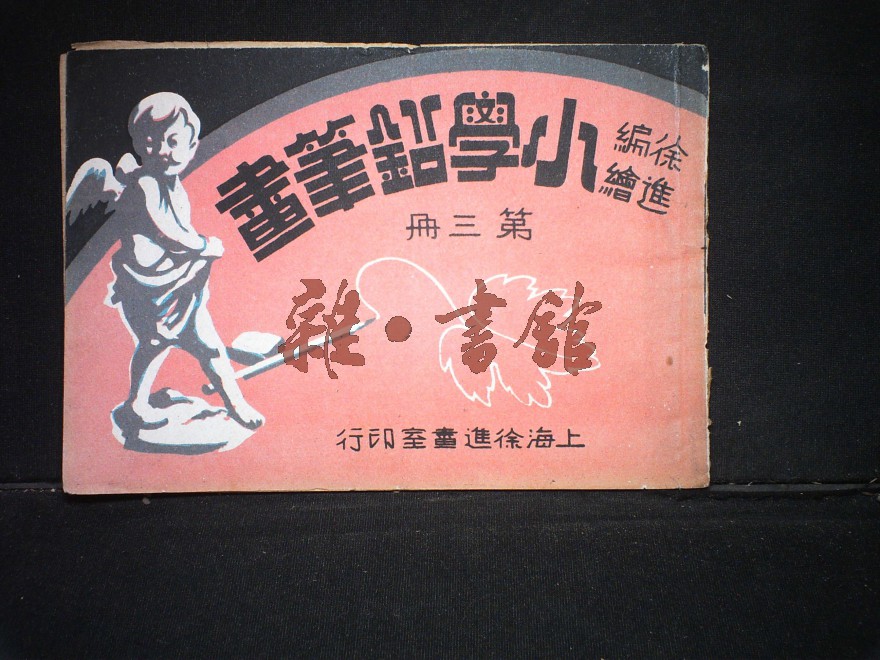 徐進
編繪
小學鉛筆畫
第三冊
雜·書館
上海徐進畫室印行